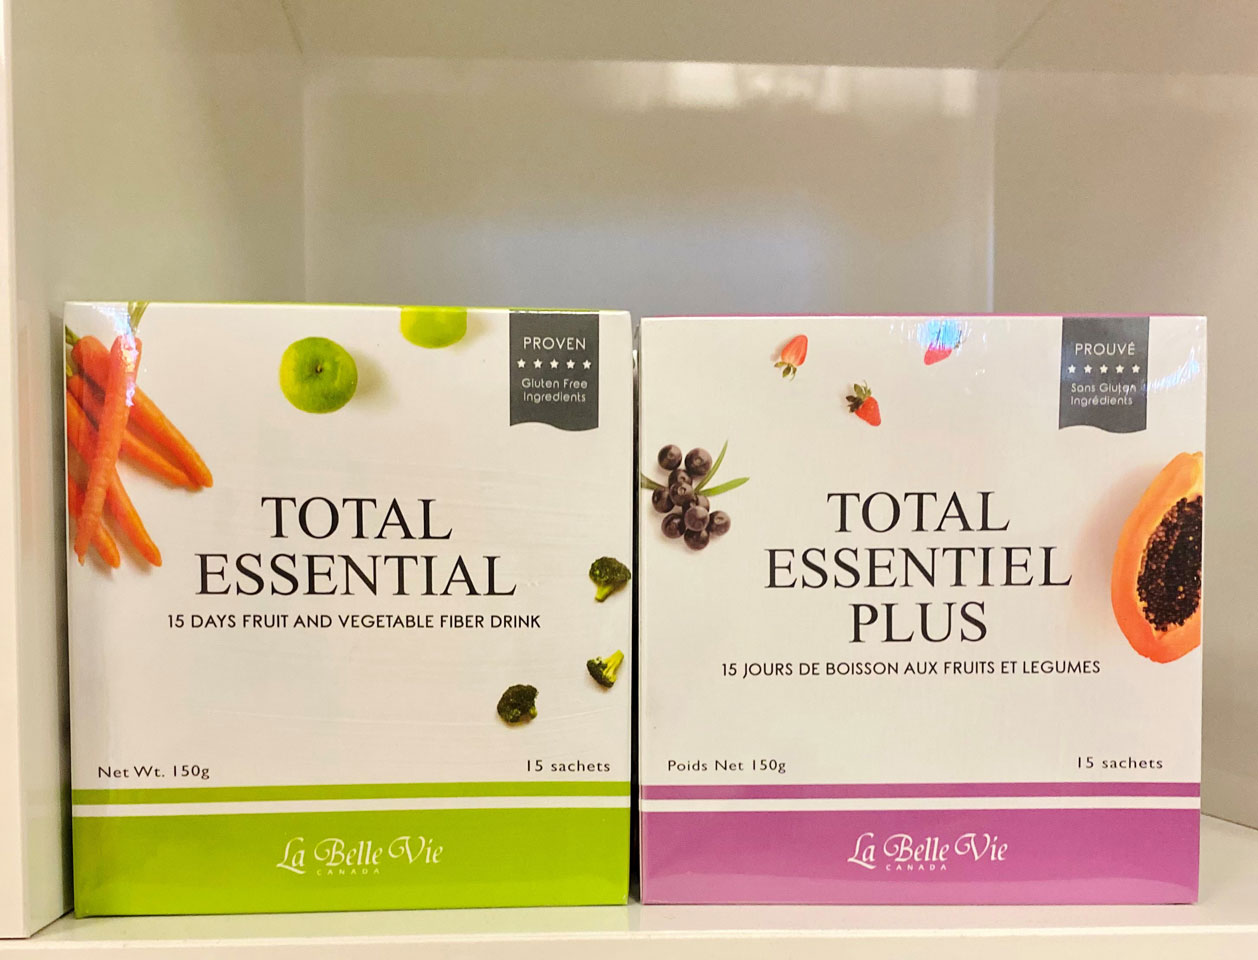 PROVEN
Gluten Free
Ingredients
TOTAL
ESSENTIAL
15 DAYS FRUIT AND VEGETABLE FIBER DRINK
Net Wt. 150g
15 sachets
La Belle Vie
CANADA
PROUVÉ
Sans Gluten
Ingrédients
TOTAL
ESSENTIEL
PLUS
15 JOURS DE BOISSON AUX FRUITS ET LEGUMES
Poids Net 150g
15 sachets
La Belle Vie
CANADA